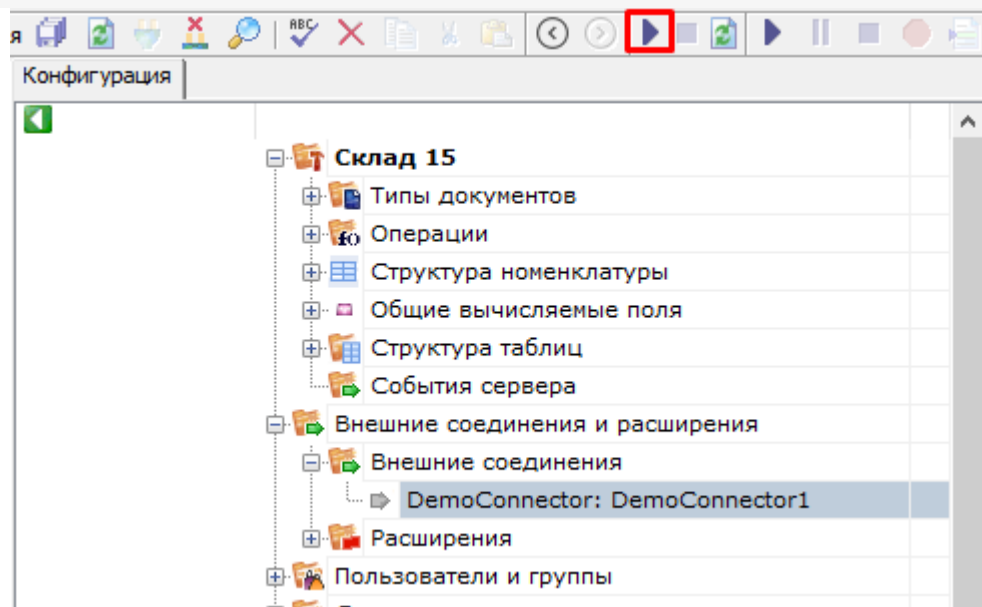 я
ABC
Конфигурация
Склад 15
Типы документов
Операции
Структура номенклатуры
Общие вычисляемые поля
Структура таблиц
События сервера
Внешние соединения и расширения
Внешние соединения
DemoConnector: DemoConnector1
Расширения
Пользователи и группы